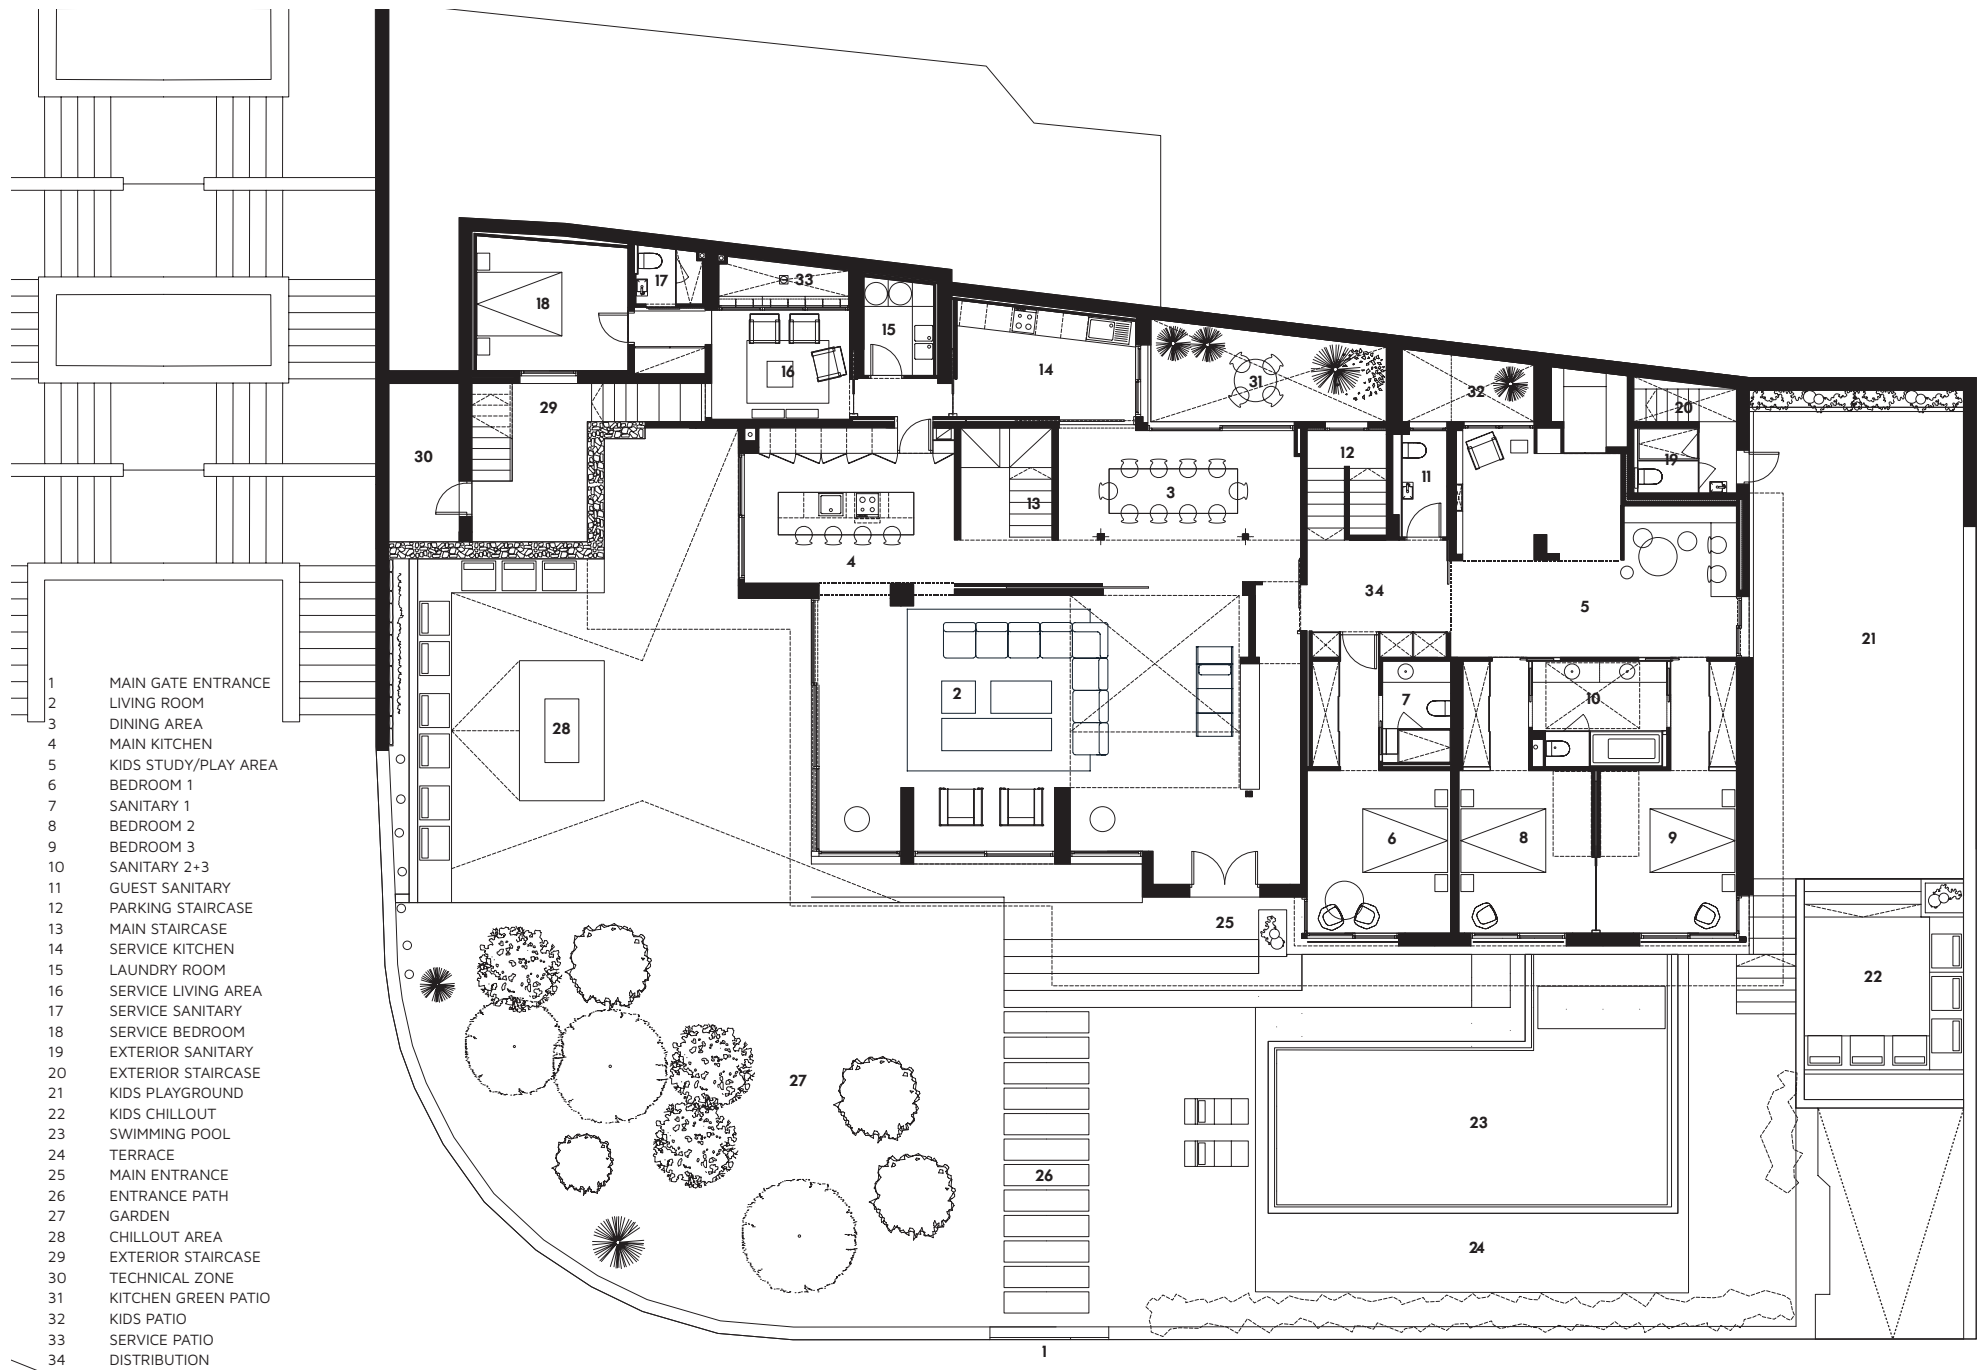 33
17
18
15
16
14
31
32
20
29
30
12
11
19
3
13
4
34
5
21
2
7
10
28
6
8
9
25
22
27
23
26
24
1
1 MAIN GATE ENTRANCE
2 LIVING ROOM
3 DINING AREA
4 MAIN KITCHEN
5 KIDS STUDY/PLAY AREA
6 BEDROOM 1
7 SANITARY 1
8 BEDROOM 2
9 BEDROOM 3
10 SANITARY 2+3
11 GUEST SANITARY
12 PARKING STAIRCASE
13 MAIN STAIRCASE
14 SERVICE KITCHEN
15 LAUNDRY ROOM
16 SERVICE LIVING AREA
17 SERVICE SANITARY
18 SERVICE BEDROOM
19 EXTERIOR SANITARY
20 EXTERIOR STAIRCASE
21 KIDS PLAYGROUND
22 KIDS CHILLOUT
23 SWIMMING POOL
24 TERRACE
25 MAIN ENTRANCE
26 ENTRANCE PATH
27 GARDEN
28 CHILLOUT AREA
29 EXTERIOR STAIRCASE
30 TECHNICAL ZONE
31 KITCHEN GREEN PATIO
32 KIDS PATIO
33 SERVICE PATIO
34 DISTRIBUTION